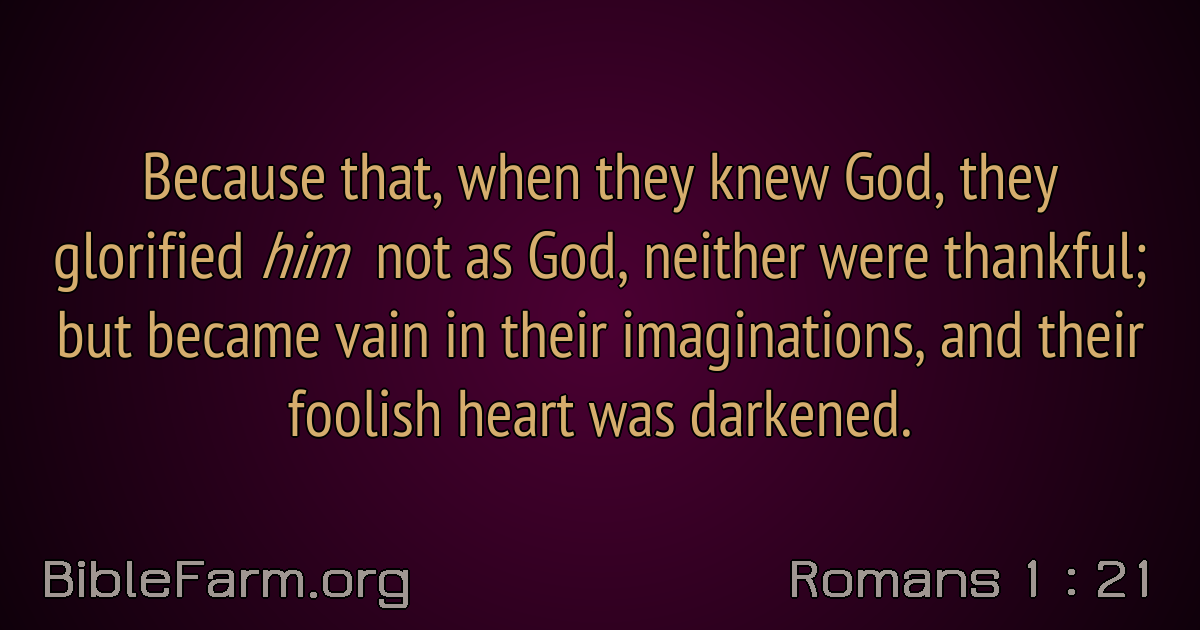 Because that, when they knew God, they
glorified him not as God, neither were thankful;
but became vain in their imaginations, and their
foolish heart was darkened.
BibleFarm.org
Romans 1 : 21